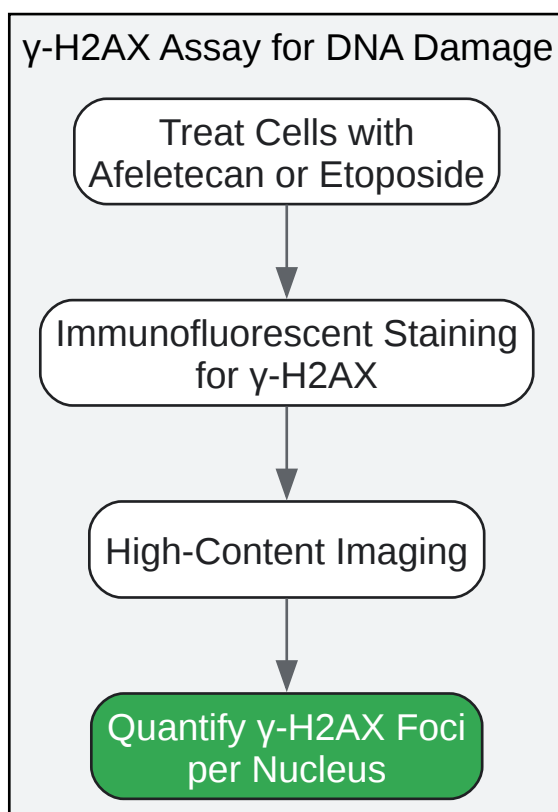 γ-H2AX Assay for DNA Damage
Treat Cells with
Afeletecan or Etoposide
Immunofluorescent Staining
for γ-H2AX
High-Content Imaging
Quantify γ-H2AX Foci
per Nucleus